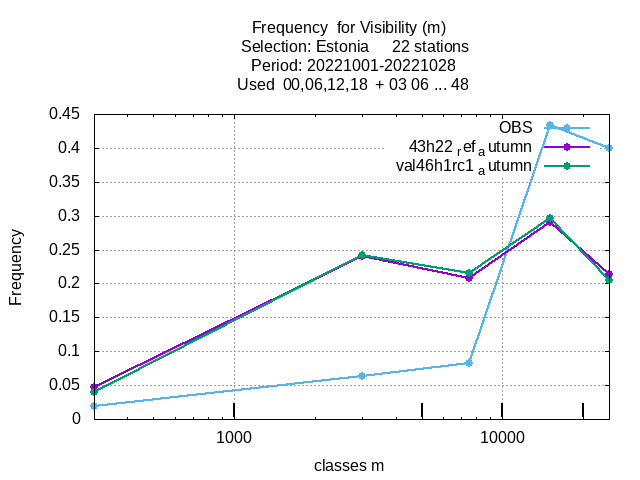 Frequency for Visibility (m)
Selection: Estonia 22 stations
Period: 20221001-20221028
Used 00,06,12,18 + 03 06 ... 48
0.45
0.4
0.35
0.3
0.25
0.2
0.15
0.1
0.05
0
Frequency
OBS
43h22 refa utumn
val46h1rc1 a utumn
1000
10000
classes m